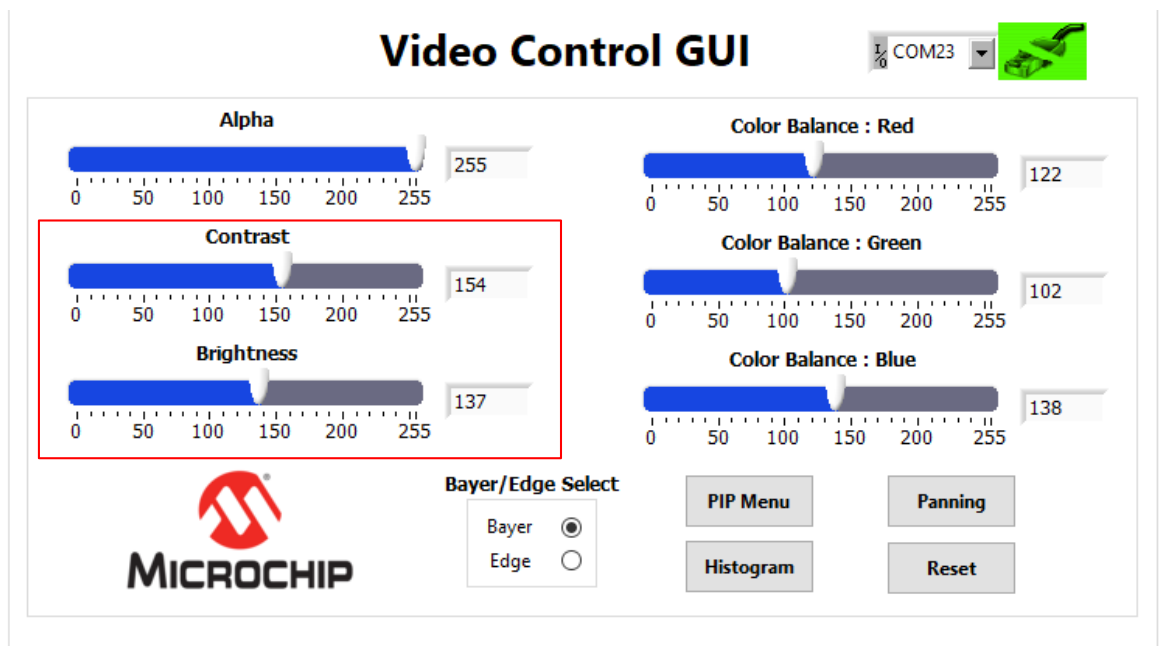 Video Control GUI
I/O COM23
Alpha
255
0 50 100 150 200 255
Contrast
154
0 50 100 150 200 255
Brightness
137
0 50 100 150 200 255
Color Balance : Red
122
0 50 100 150 200 255
Color Balance : Green
102
0 50 100 150 200 255
Color Balance : Blue
138
0 50 100 150 200 255
MICROCHIP
Bayer/Edge Select
Bayer
Edge
PIP Menu
Panning
Histogram
Reset